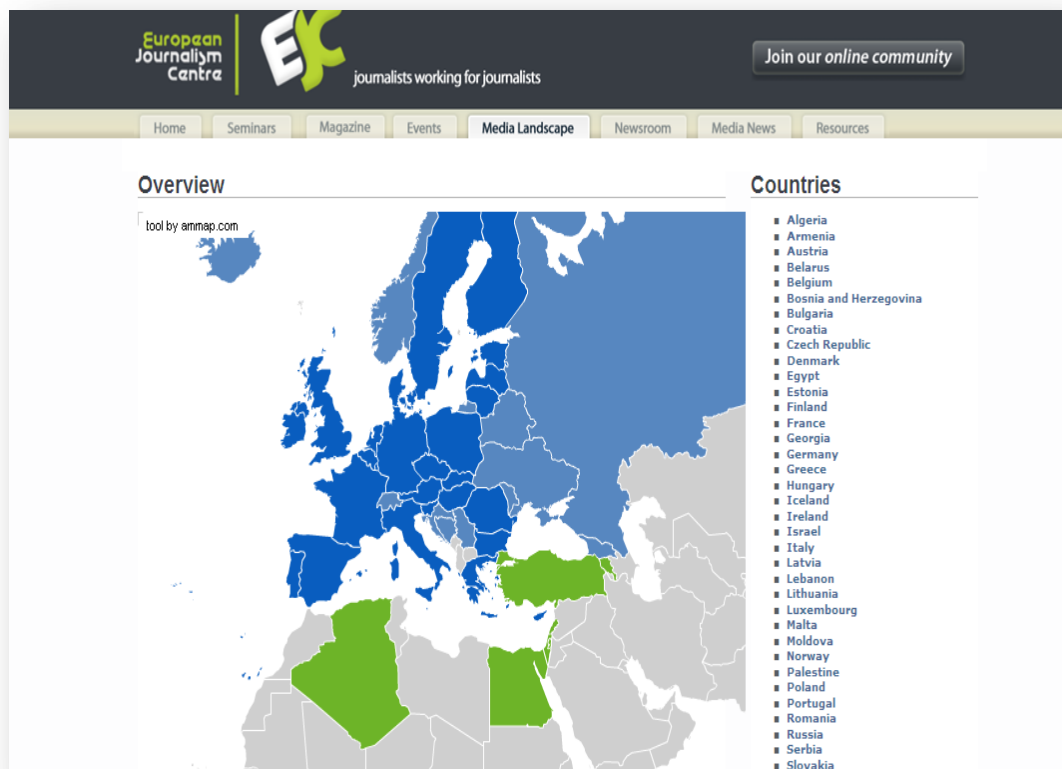 European
Journalism
Centre
EJC
journalists working for journalists
Join our online community
Home
Seminars
Magazine
Events
Media Landscape
Newsroom
Media News
Resources
Overview
Countries
tool by ammap.com
Algeria
Armenia
Austria
Belarus
Belgium
Bosnia and Herzegovina
Bulgaria
Croatia
Czech Republic
Denmark
Egypt
Estonia
Finland
France
Georgia
Germany
Greece
Hungary
Iceland
Ireland
Israel
Italy
Latvia
Lebanon
Lithuania
Luxembourg
Malta
Moldova
Norway
Palestine
Poland
Portugal
Romania
Russia
Serbia
Slovakia